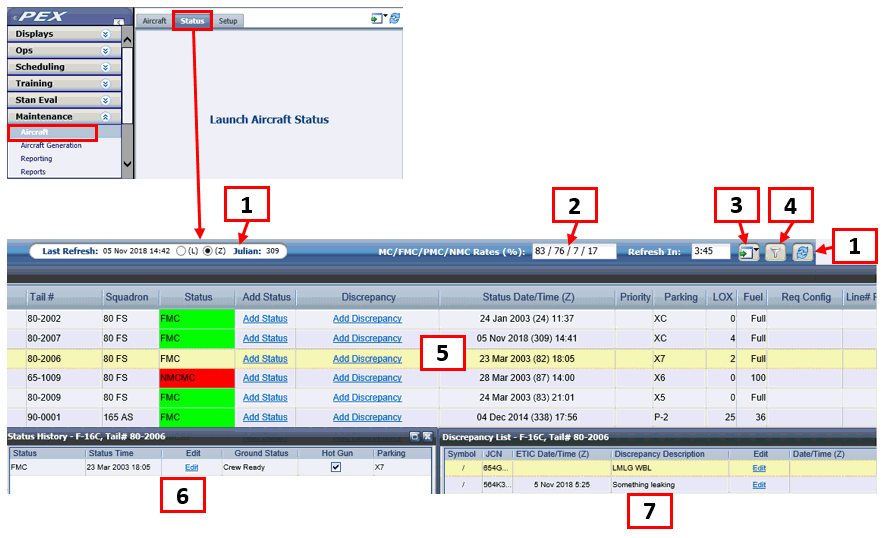 PEX
Aircraft Status Setup
Displays
Ops
Scheduling
Training
Stan Eval
Maintenance
Aircraft
Aircraft Generation
Reporting
Reports
Launch Aircraft Status
1
2
3
4
Last Refresh: 05 Nov 2018 14:42 (L) (Z) Julian: 309
MC/FMC/PMC/NMC Rates (%): 83 / 76 / 7 / 17 Refresh In: 3:45
1
Tail # Squadron Status Add Status Discrepancy Status Date/Time (Z) Priority Parking LOX Fuel Req Config Line#
80-2002 80 FS FMC Add Status Add Discrepancy 24 Jan 2003 (24) 11:37 XC 0 Full
80-2007 80 FS FMC Add Status Add Discrepancy 05 Nov 2018 (309) 14:41 XC 4 Full
80-2006 80 FS FMC Add Status Add Discrepancy 23 Mar 2003 (82) 18:05 X7 2 Full
65-1009 80 FS NMCMC Add Status Add Discrepancy 28 Mar 2003 (87) 14:00 X6 0 100
80-2009 80 FS FMC Add Status Add Discrepancy 24 Mar 2003 (83) 21:01 X5 0 Full
90-0001 165 AS FMC Add Status Add Discrepancy 04 Dec 2014 (338) 17:56 P-2 25 36
5
Status History - F-16C, Tail# 80-2006
Status Status Time Edit Ground Status Hot Gun Parking
FMC 23 Mar 2003 18:05 Edit Crew Ready X7
6
Discrepancy List - F-16C, Tail# 80-2006
Symbol JCN ETIC Date/Time (Z) Discrepancy Description Edit Date/Time (Z)
/ 654G... LMLG WBL Edit
/ 564K3... 5 Nov 2018 5:25 Something leaking Edit
7